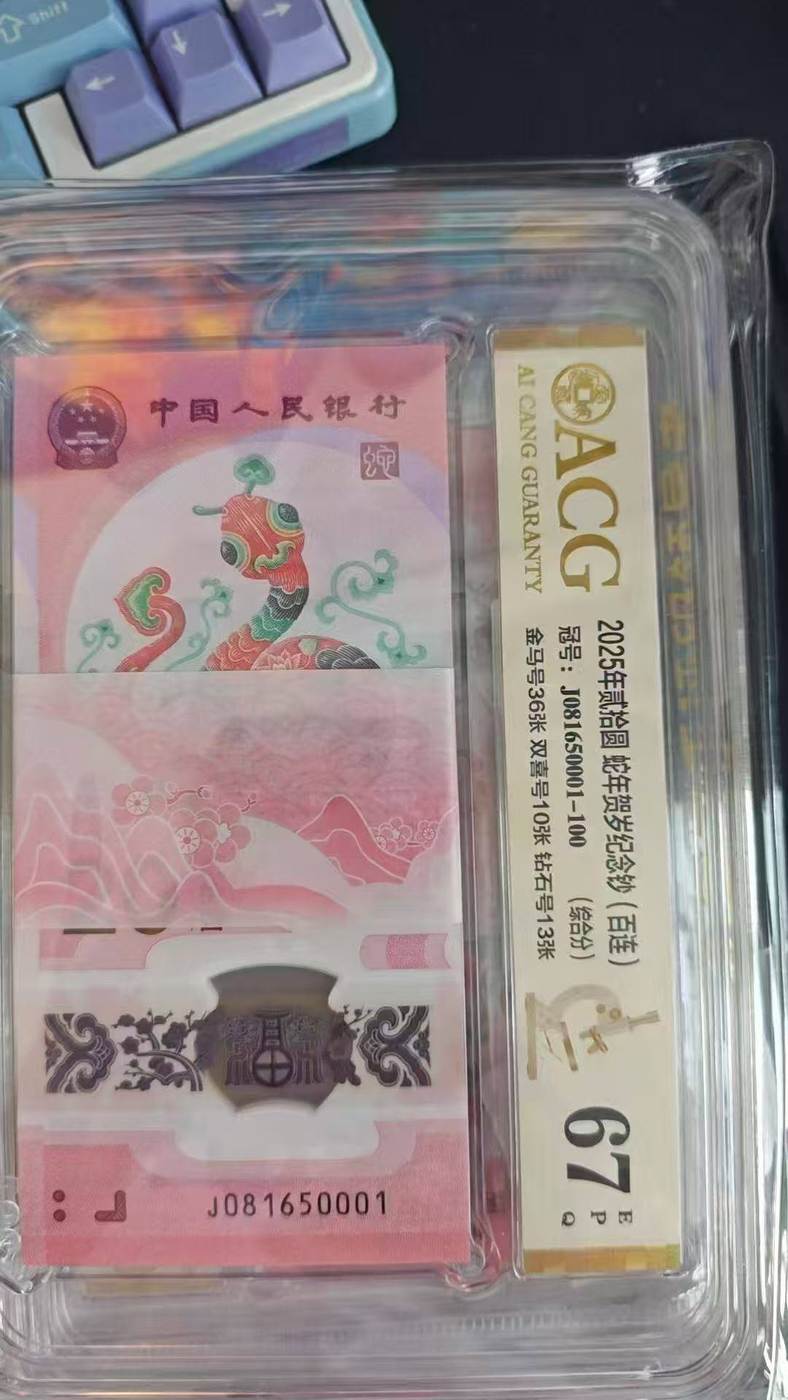 Shift
←
↓
→
中国人民银行
J081650001
ACG
AI CANG GUARANTY
2025年贰拾圆 蛇年贺岁纪念钞（百连）
冠号：J081650001-100 （综合分）
金马号36张 双喜号10张 钻石号13张
67
E
P
Q